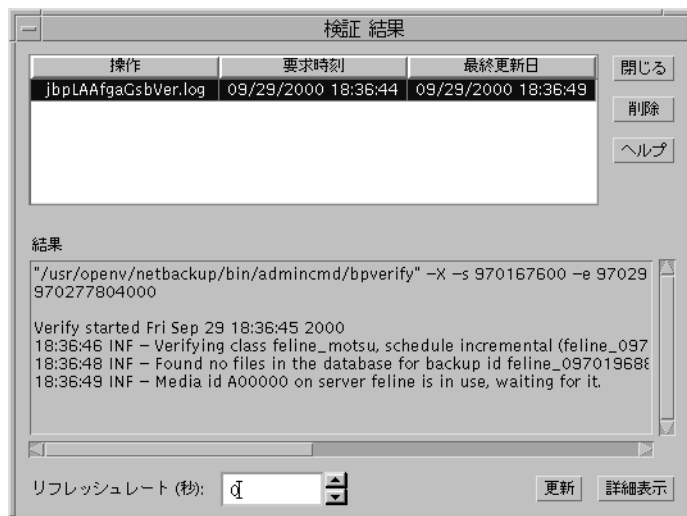 検証 結果
操作 要求時刻 最終更新日
jbpLAAfgaGsbVer.log 09/29/2000 18:36:44 09/29/2000 18:36:49
閉じる
削除
ヘルプ
結果
"/usr/openv/netbackup/bin/admincmd/bpverify" –X –s 970167600 –e 97029
970277804000
Verify started Fri Sep 29 18:36:45 2000
18:36:46 INF – Verifying class feline_motsu, schedule incremental (feline_097
18:36:48 INF – Found no files in the database for backup id feline_097019688
18:36:49 INF – Media id A00000 on server feline is in use, waiting for it.
リフレッシュレート (秒): 0 更新 詳細表示